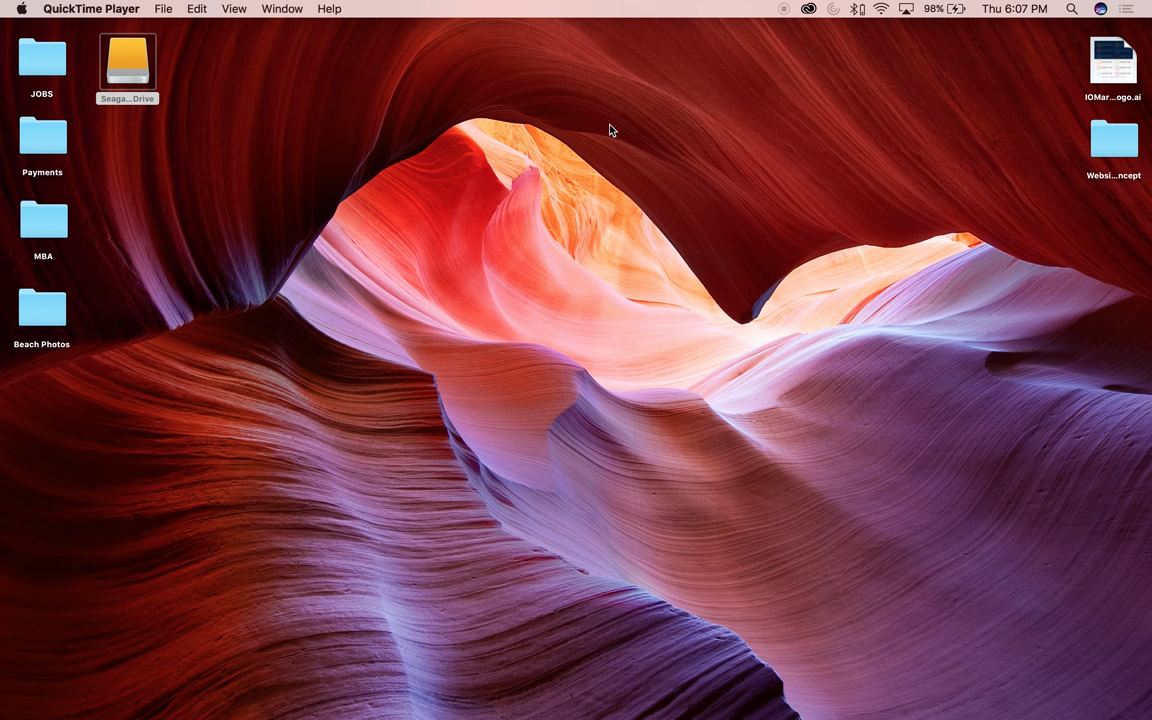 QuickTime Player File Edit View Window Help 98% Thu 6:07 PM
JOBS
Seaga...Drive
IOMar...ogo.ai
Payments
Websi...ncept
MBA
Beach Photos